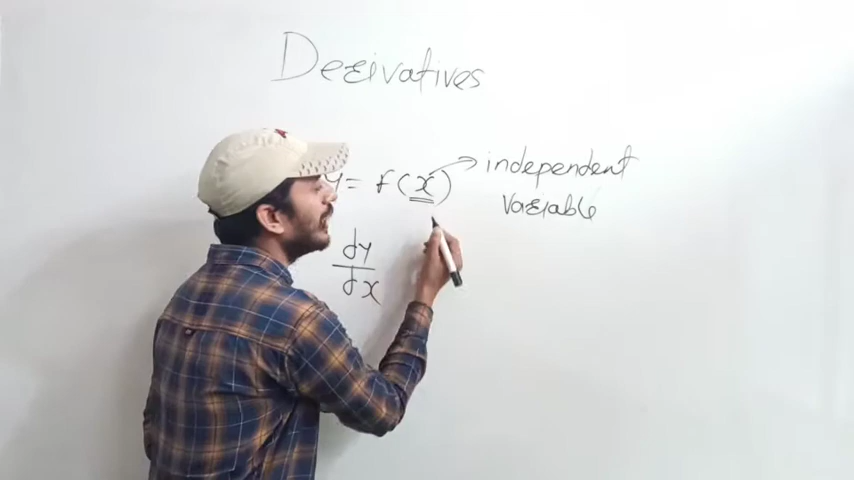 Derivatives
y = f(x) → independent
variable
dy
dx